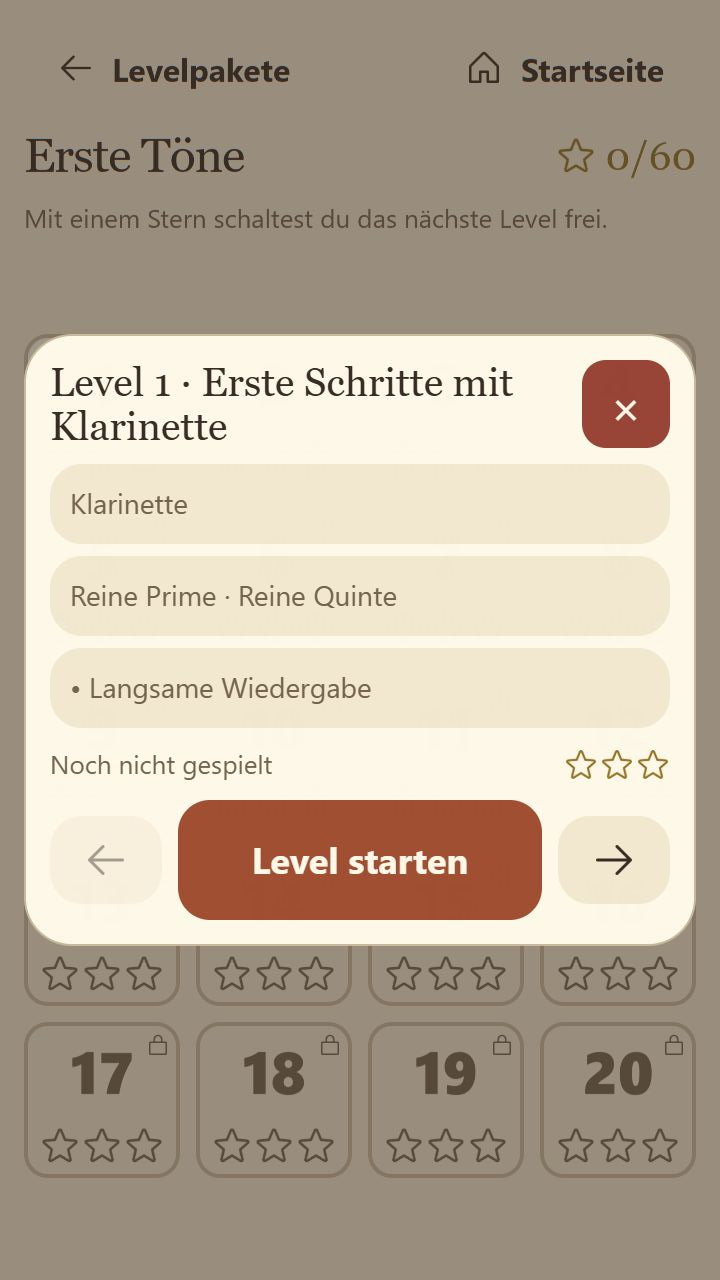 Levelpakete
Startseite
Erste Töne
0/60
Mit einem Stern schaltest du das nächste Level frei.
Level 1 · Erste Schritte mit
Klarinette
×
Klarinette
Reine Prime · Reine Quinte
• Langsame Wiedergabe
Noch nicht gespielt
Level starten
17
18
19
20